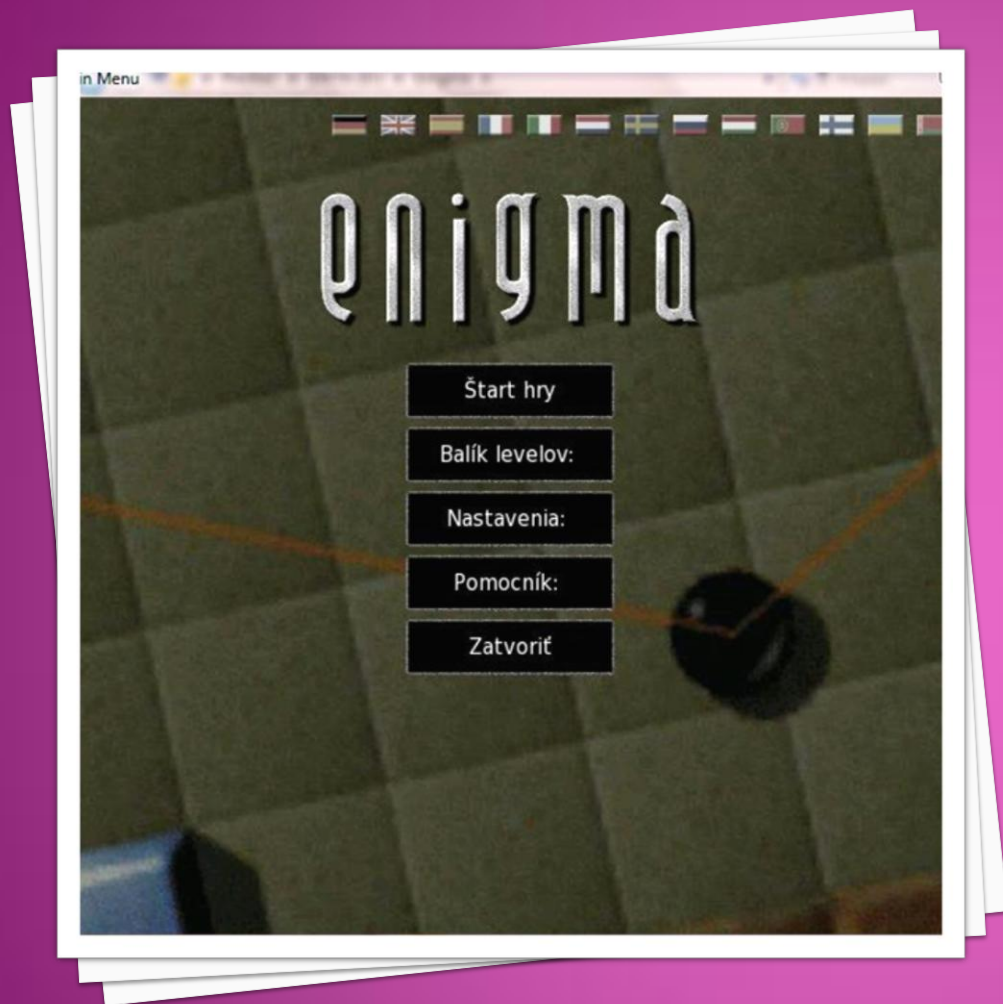 in Menu
enigma
Štart hry
Balík levelov:
Nastavenia:
Pomocník:
Zatvoriť